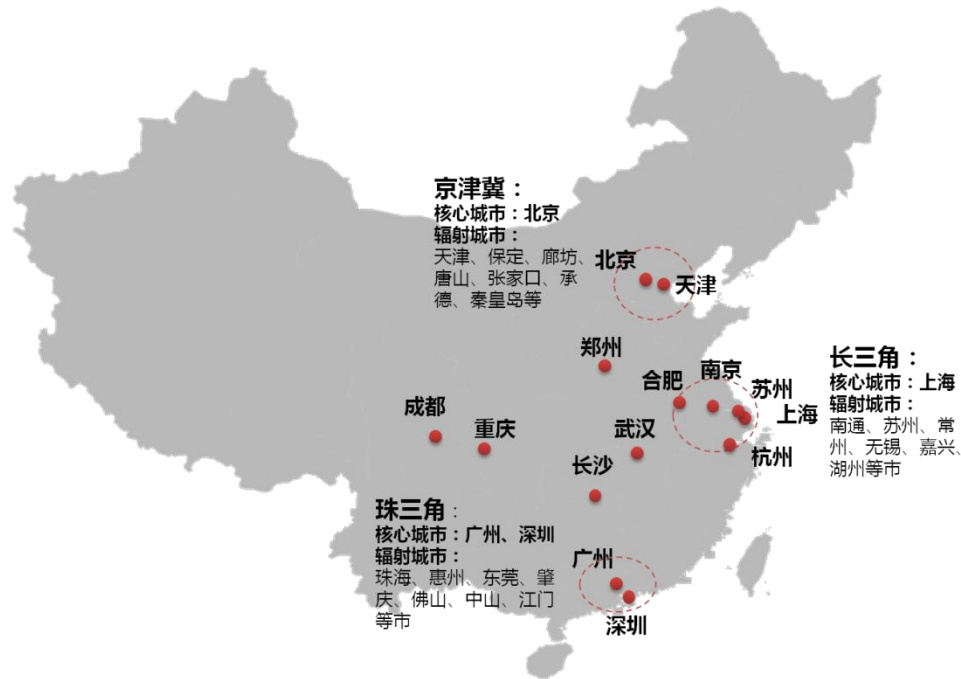 京津冀：
核心城市：北京
辐射城市：
天津、保定、廊坊、
唐山、张家口、承
德、秦皇岛等
北京
天津
郑州
合肥
南京
苏州
上海
杭州
长三角：
核心城市：上海
辐射城市：
南通、苏州、常
州、无锡、嘉兴、
湖州等市
成都
重庆
武汉
长沙
珠三角：
核心城市：广州、深圳
辐射城市：
珠海、惠州、东莞、肇
庆、佛山、中山、江门
等市
广州
深圳